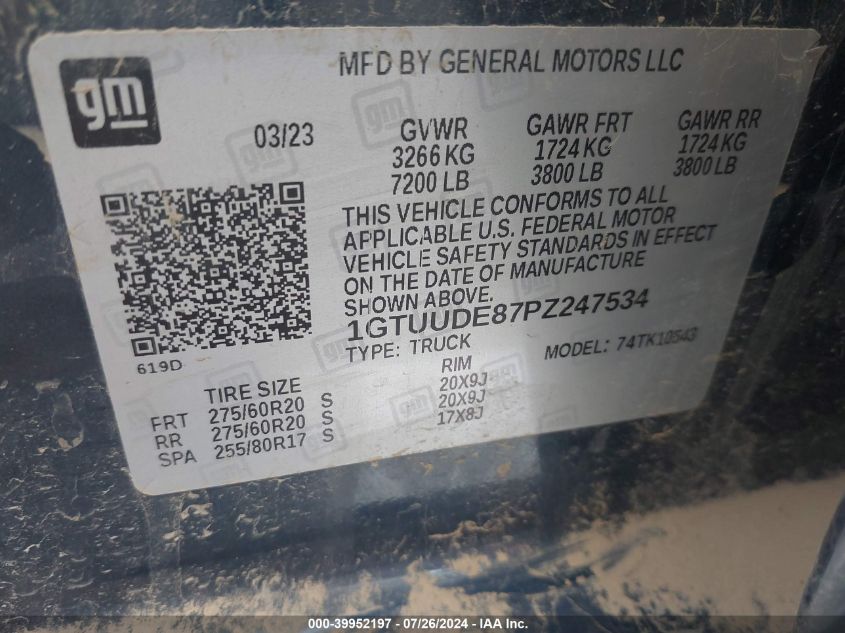 gm
MFD BY GENERAL MOTORS LLC
03/23
GVWR GAWR FRT GAWR RR
3266 KG 1724 KG 1724 KG
7200 LB 3800 LB 3800 LB
THIS VEHICLE CONFORMS TO ALL
APPLICABLE U.S. FEDERAL MOTOR
VEHICLE SAFETY STANDARDS IN EFFECT
ON THE DATE OF MANUFACTURE
SHOWN ABOVE.
1GTUUDE87PZ247534
TYPE: TRUCK MODEL: 74TK10543
619D
TIRE SIZE RIM
FRT 275/60R20 S 20X9J
RR 275/60R20 S 20X9J
SPA 255/80R17 S 17X8J
000-39952197 - 07/26/2024 - IAA Inc.